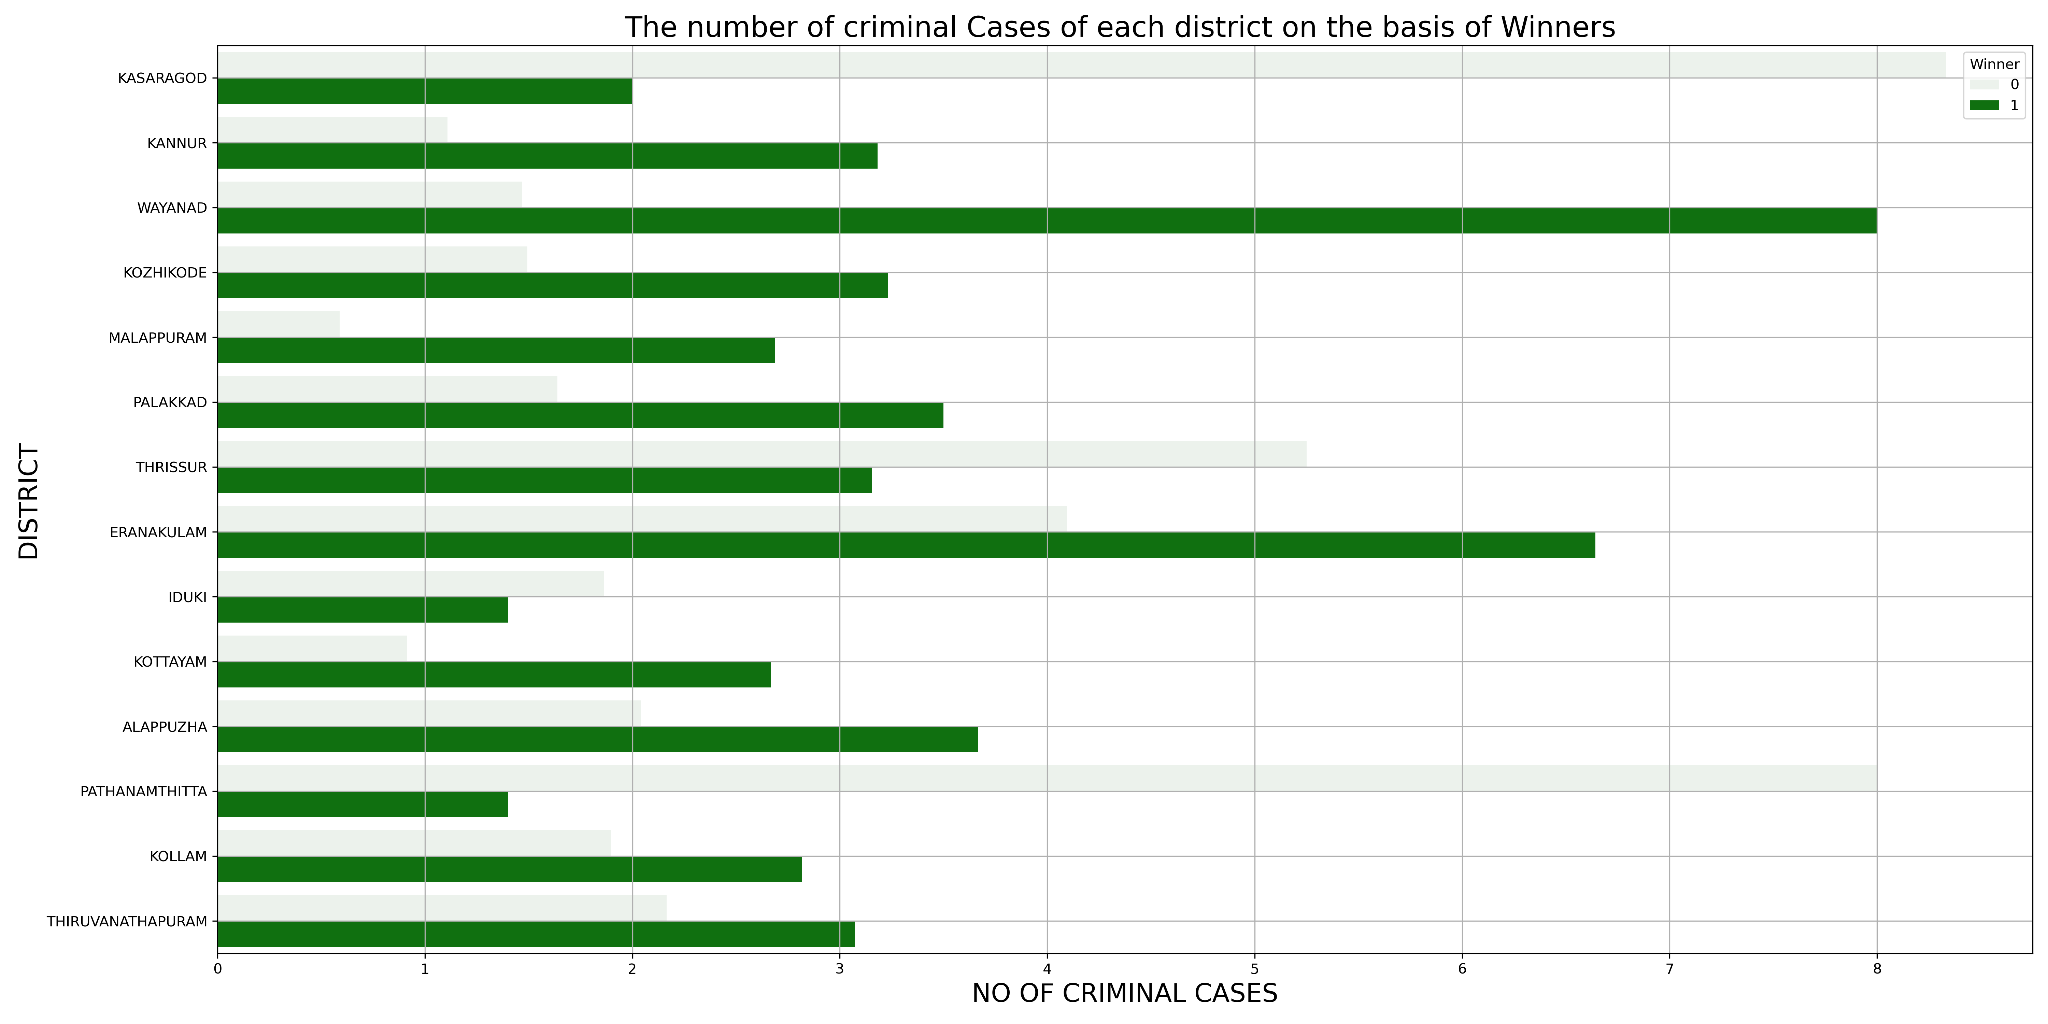 The number of criminal Cases of each district on the basis of Winners
Winner
0
1
KASARAGOD
KANNUR
WAYANAD
KOZHIKODE
MALAPPURAM
PALAKKAD
THRISSUR
ERANAKULAM
IDUKI
KOTTAYAM
ALAPPUZHA
PATHANAMTHITTA
KOLLAM
THIRUVANATHAPURAM
DISTRICT
0 1 2 3 4 5 6 7 8
NO OF CRIMINAL CASES